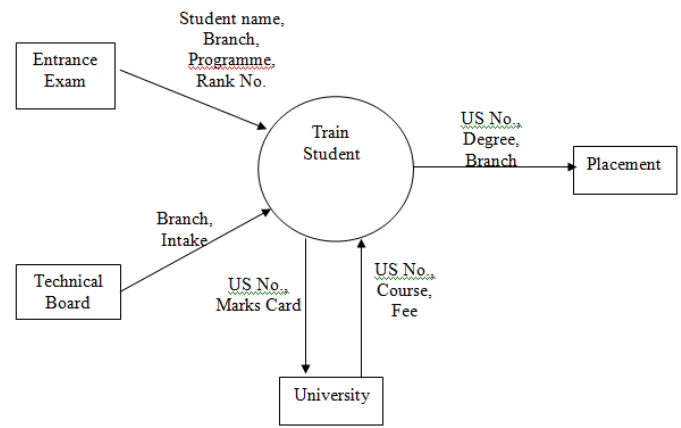 Student name,
Branch,
Programme,
Rank No.
Entrance
Exam
Train
Student
US No.,
Degree,
Branch
Placement
Branch,
Intake
Technical
Board
US No.,
Marks Card
US No.,
Course,
Fee
University